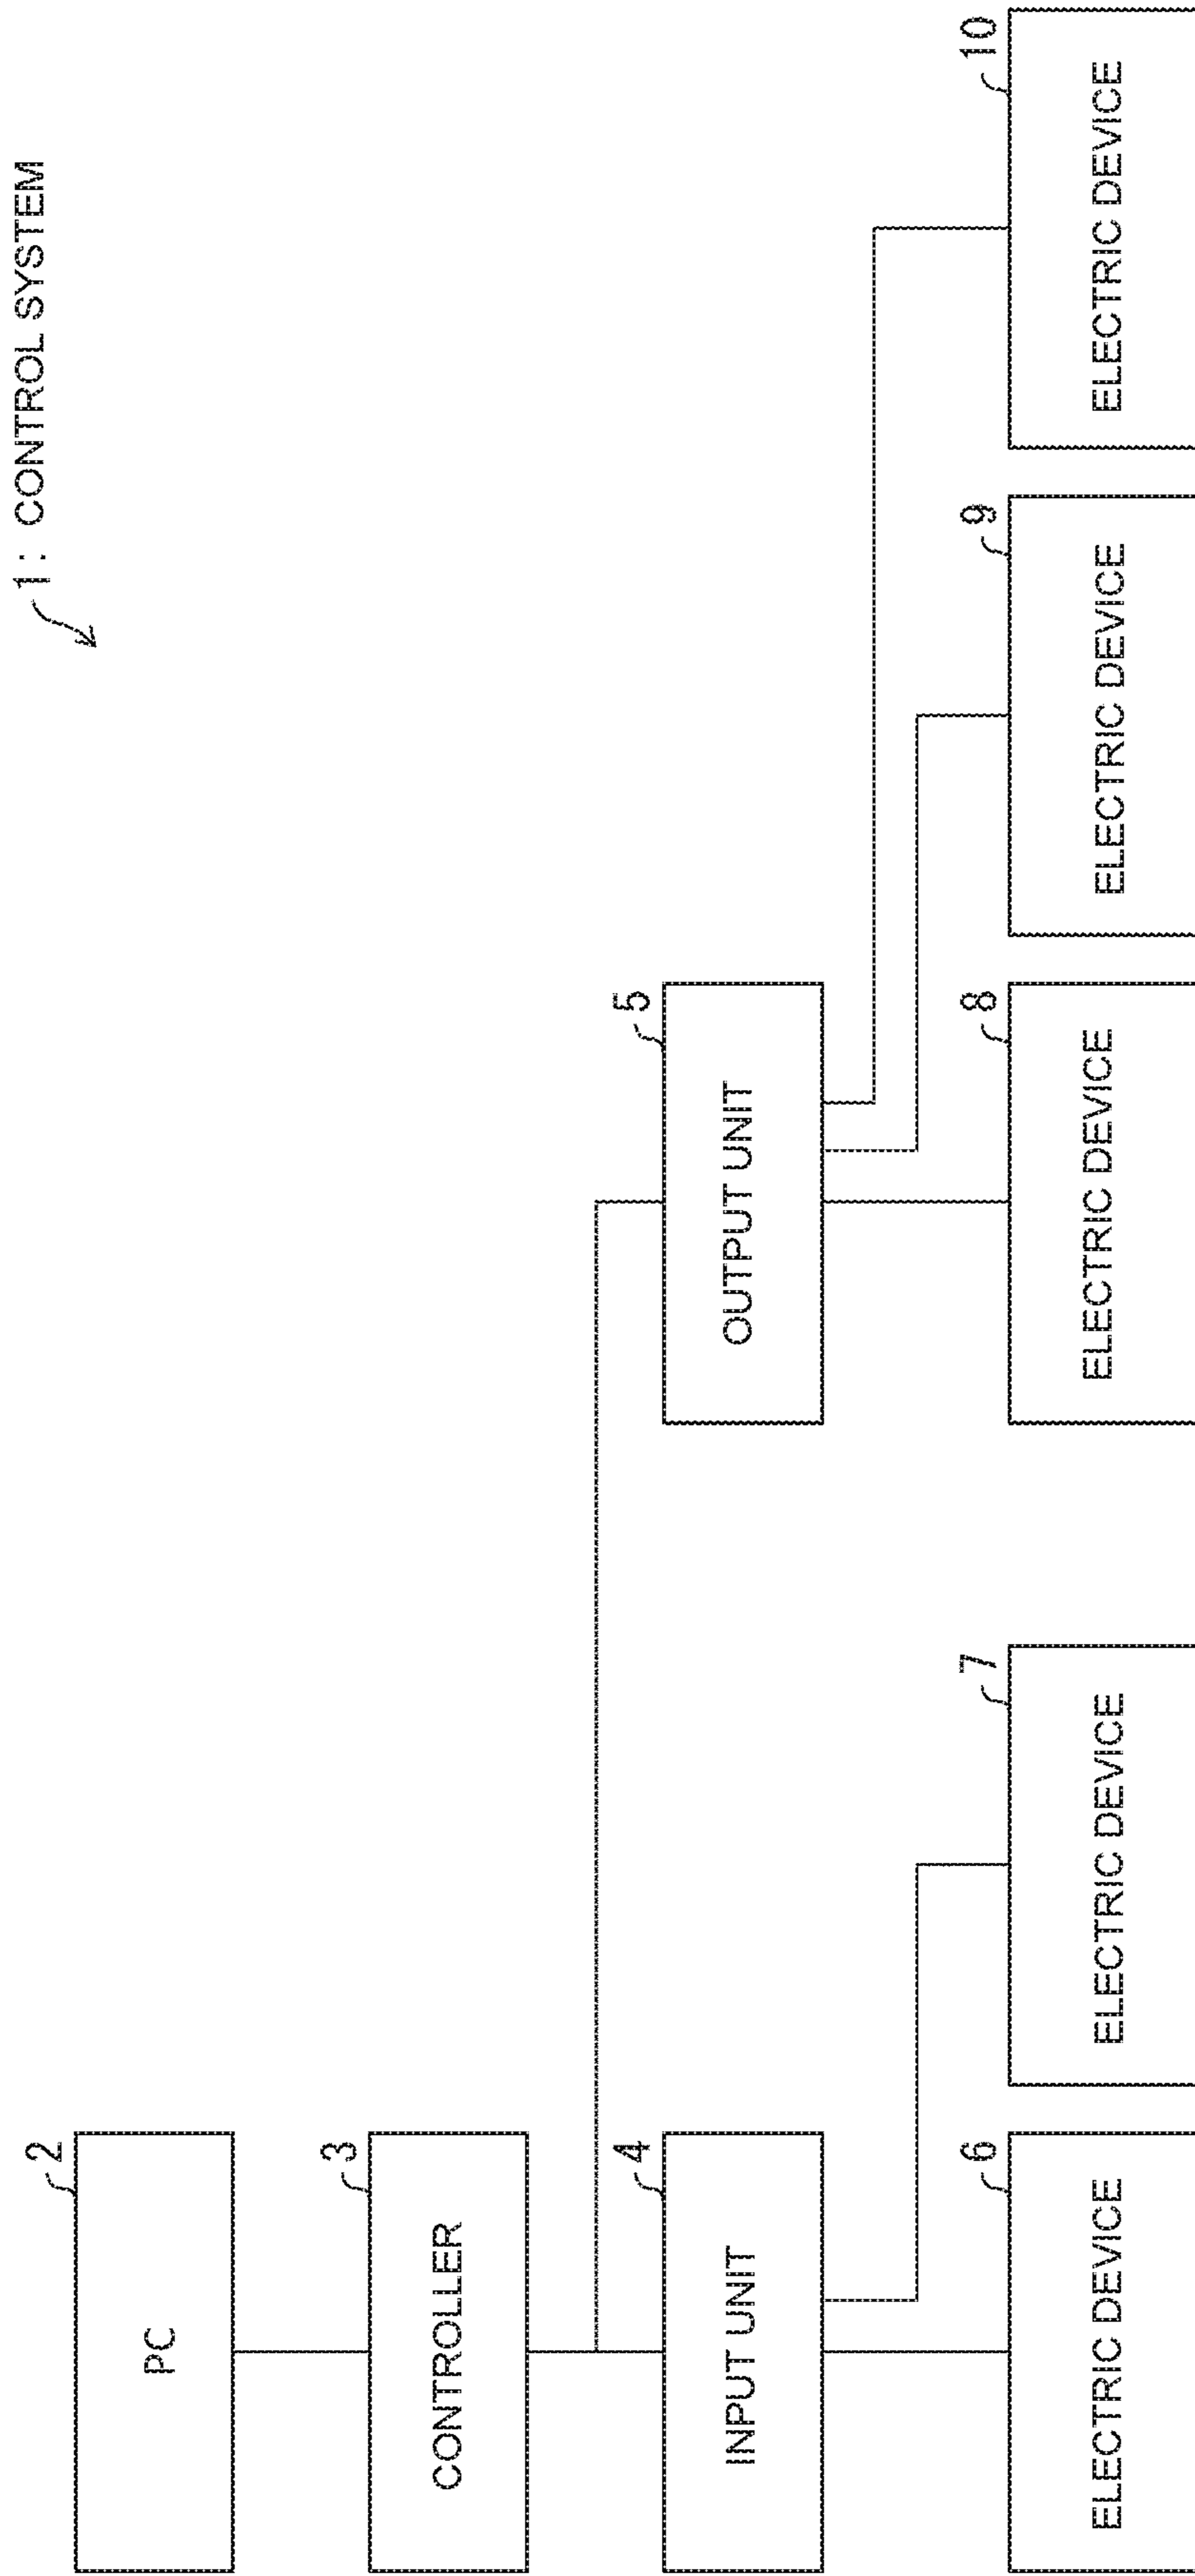 1: CONTROL SYSTEM
2
PC
3
CONTROLLER
4
INPUT UNIT
5
OUTPUT UNIT
6
ELECTRIC DEVICE
7
ELECTRIC DEVICE
8
ELECTRIC DEVICE
9
ELECTRIC DEVICE
10
ELECTRIC DEVICE